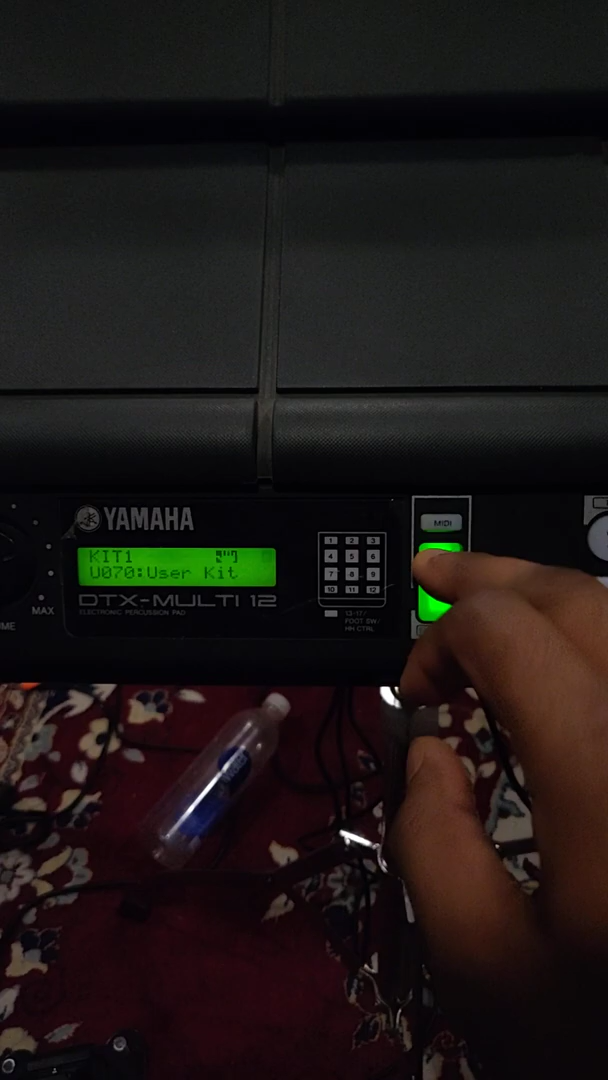 YAMAHA
KIT1
U070:User Kit
DTX-MULTI 12
ELECTRONIC PERCUSSION PAD
MAX
1 2 3
4 5 6
7 8 9
10 11 12
13-17/
FOOT SW/
HH CTRL
MIDI